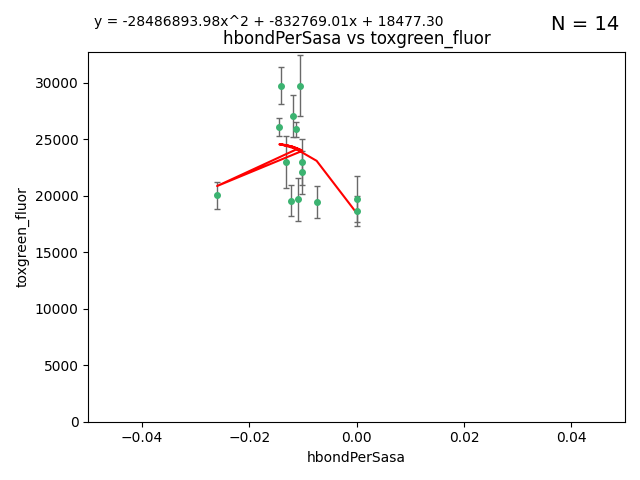 y = -28486893.98x^2 + -832769.01x + 18477.30
N = 14
hbondPerSasa vs toxgreen_fluor
30000
25000
20000
15000
10000
5000
0
toxgreen_fluor
−0.04
−0.02
0.00
0.02
0.04
hbondPerSasa